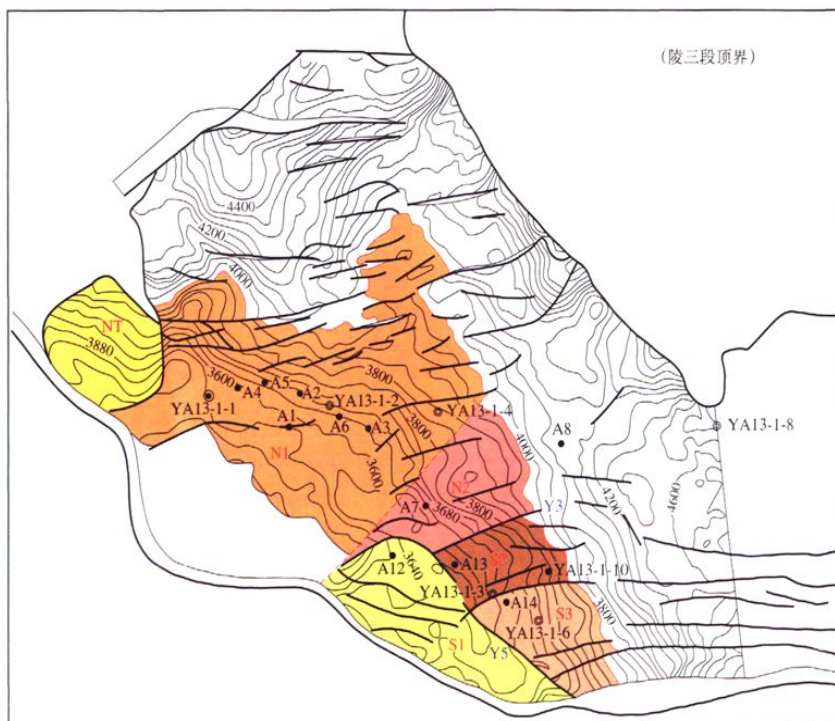 (陵三段顶界)
4400
4200
4000
NT
3880
3600
A5
A4
A2
3800
YA13-1-1
YA13-1-2
YA13-1-4
A1
A6
A3
3800
A8
YA13-1-8
N1
3600
4000
4600
N2
3800
4200
A7
3680
Y3
A12
3640
A13
YA13-1-10
YA13-1-3
A14
S3
3800
YA13-1-6
S1
Y5